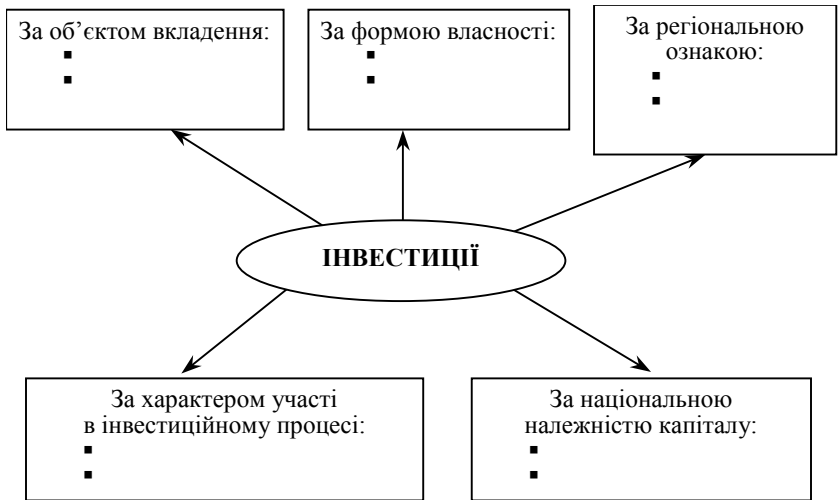 За об’єктом вкладення:
▪
▪
За формою власності:
▪
▪
За регіональною
ознакою:
▪
▪
ІНВЕСТИЦІЇ
За характером участі
в інвестиційному процесі:
▪
▪
За національною
належністю капіталу:
▪
▪